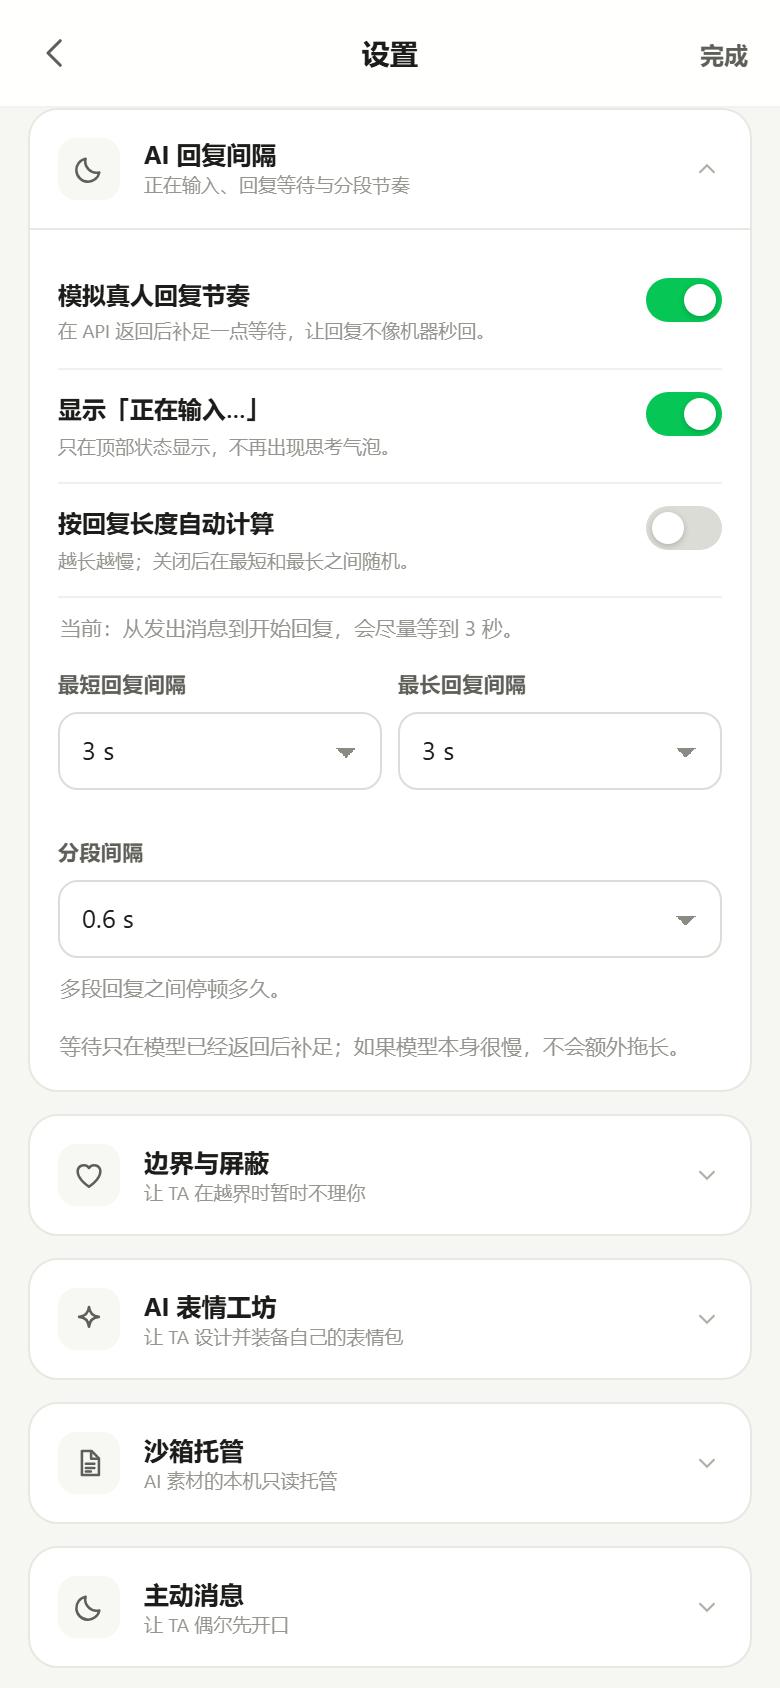 设置
完成
AI 回复间隔
正在输入、回复等待与分段节奏
模拟真人回复节奏
在 API 返回后补足一点等待，让回复不像机器秒回。
显示「正在输入...」
只在顶部状态显示，不再出现思考气泡。
按回复长度自动计算
越长越慢；关闭后在最短和最长之间随机。
当前：从发出消息到开始回复，会尽量等到 3 秒。
最短回复间隔
最长回复间隔
3 s
3 s
分段间隔
0.6 s
多段回复之间停顿多久。
等待只在模型已经返回后补足；如果模型本身很慢，不会额外拖长。
边界与屏蔽
让 TA 在越界时暂时不理你
AI 表情工坊
让 TA 设计并装备自己的表情包
沙箱托管
AI 素材的本机只读托管
主动消息
让 TA 偶尔先开口